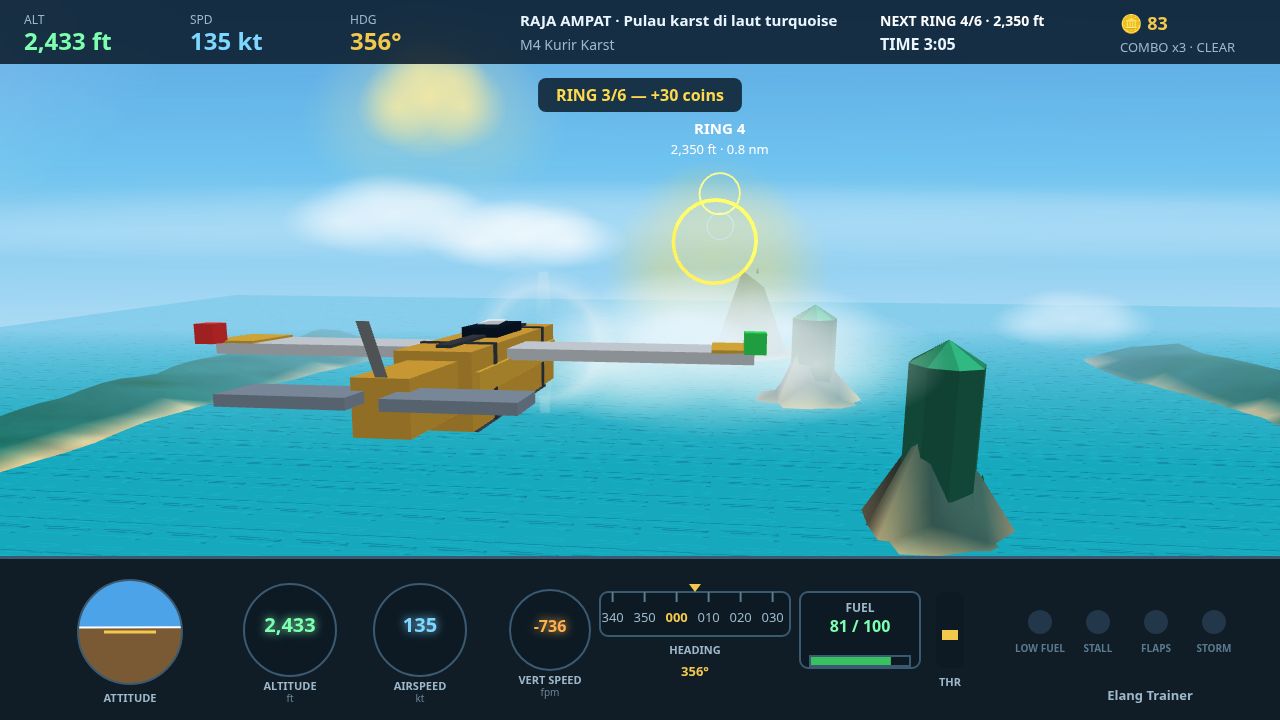 ALT
2,433 ft
SPD
135 kt
HDG
356°
RAJA AMPAT · Pulau karst di laut turquoise
M4 Kurir Karst
NEXT RING 4/6 · 2,350 ft
TIME 3:05
83
COMBO x3 · CLEAR
RING 3/6 — +30 coins
RING 4
2,350 ft · 0.8 nm
ATTITUDE
2,433
ALTITUDE
ft
135
AIRSPEED
kt
-736
VERT SPEED
fpm
340 350 000 010 020 030
HEADING
356°
FUEL
81 / 100
THR
LOW FUEL
STALL
FLAPS
STORM
Elang Trainer